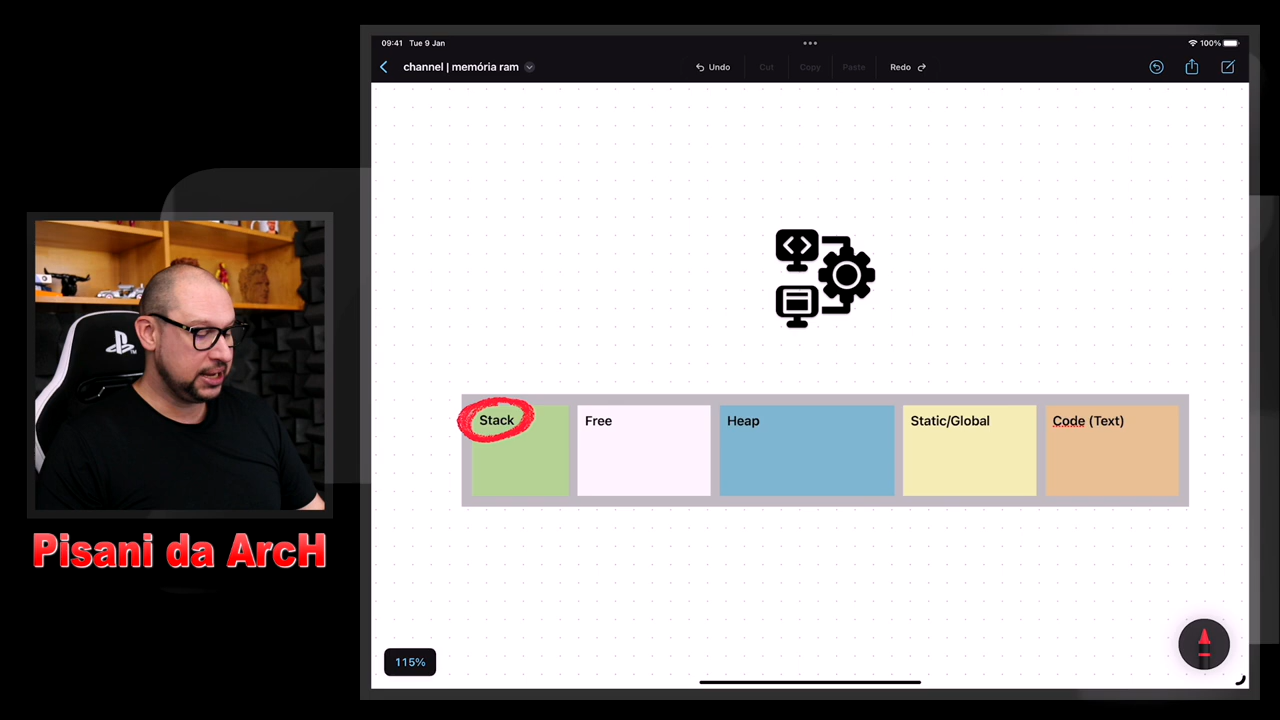 09:41 Tue 9 Jan
100%
channel | memória ram
Undo
Cut
Copy
Paste
Redo
Stack
Free
Heap
Static/Global
Code (Text)
Pisani da ArcH
115%